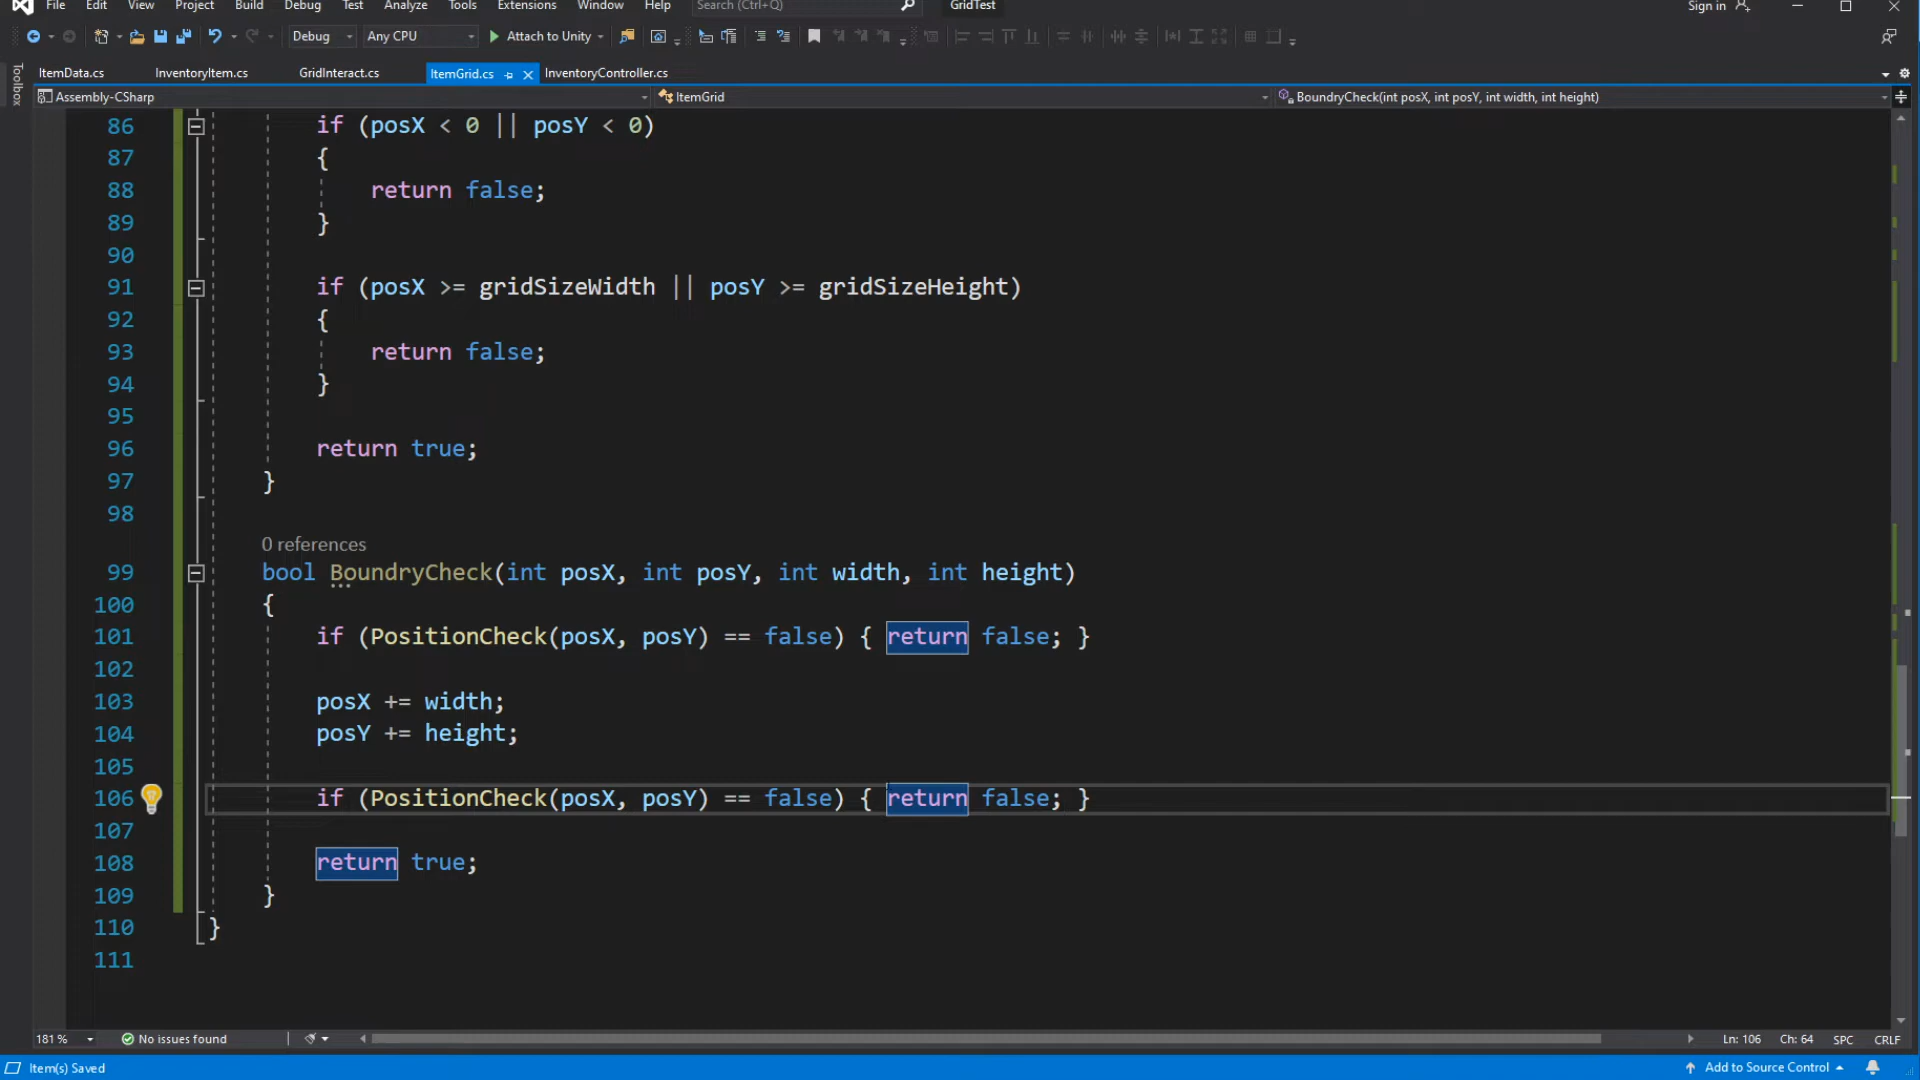 File Edit View Project Build Debug Test Analyze Tools Extensions Window Help Search (Ctrl+Q) GridTest Sign in
Debug Any CPU Attach to Unity
Toolbox
ItemData.cs InventoryItem.cs GridInteract.cs ItemGrid.cs InventoryController.cs
Assembly-CSharp ItemGrid BoundryCheck(int posX, int posY, int width, int height)
86 if (posX < 0 || posY < 0)
87 {
88 return false;
89 }
90
91 if (posX >= gridSizeWidth || posY >= gridSizeHeight)
92 {
93 return false;
94 }
95
96 return true;
97 }
98
0 references
99 bool BoundryCheck(int posX, int posY, int width, int height)
100 {
101 if (PositionCheck(posX, posY) == false) { return false; }
102
103 posX += width;
104 posY += height;
105
106 if (PositionCheck(posX, posY) == false) { return false; }
107
108 return true;
109 }
110 }
111
181 % No issues found Ln: 106 Ch: 64 SPC CRLF
Item(s) Saved Add to Source Control